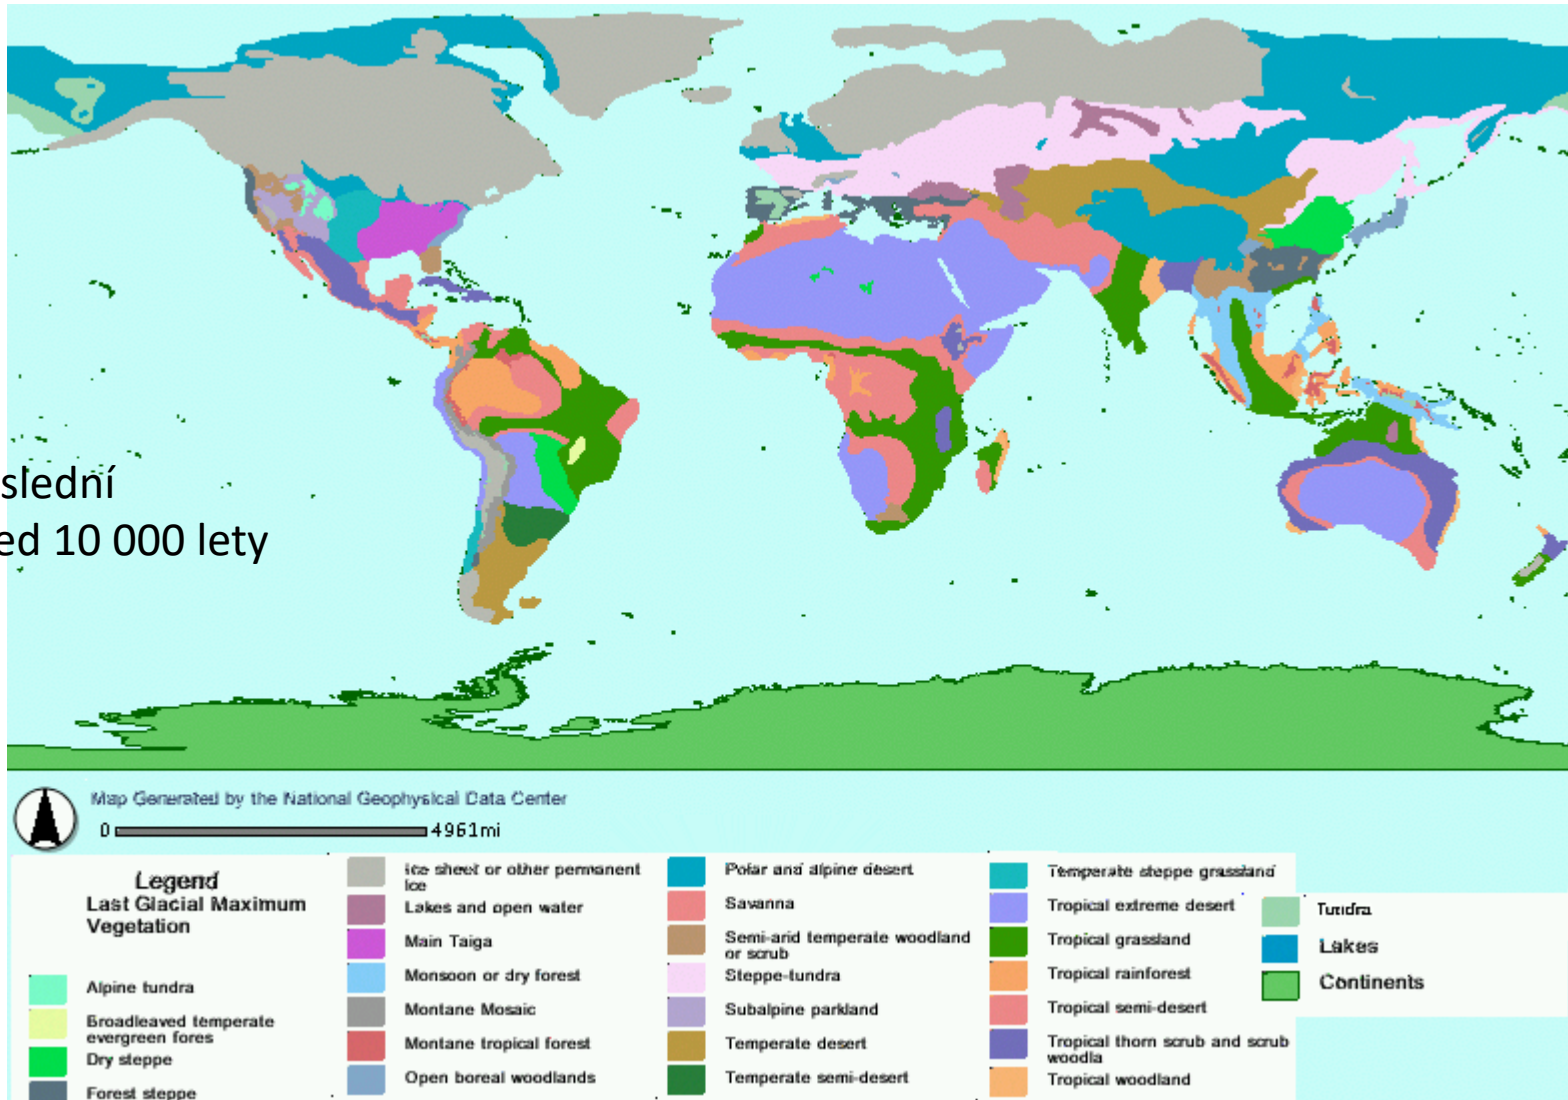 slední
ed 10 000 lety
Map Generated by the National Geophysical Data Center
0 4961mi
Legend
Last Glacial Maximum
Vegetation
Alpine tundra
Broadleaved temperate
evergreen fores
Dry steppe
Forest steppe
Ice sheet or other permanent
Ice
Lakes and open water
Main Taiga
Monsoon or dry forest
Montane Mosaic
Montane tropical forest
Open boreal woodlands
Polar and alpine desert
Savanna
Semi-arid temperate woodland
or scrub
Steppe-tundra
Subalpine parkland
Temperate desert
Temperate semi-desert
Temperate steppe grassland
Tropical extreme desert
Tropical grassland
Tropical rainforest
Tropical semi-desert
Tropical thorn scrub and scrub
woodla
Tropical woodland
Tundra
Lakes
Continents